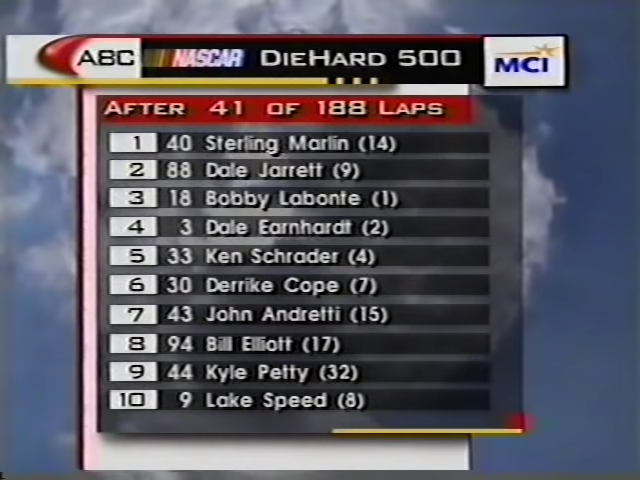 ABC NASCAR DIEHARD 500 MCI
AFTER 41 OF 188 LAPS
1 40 Sterling Marlin (14)
2 88 Dale Jarrett (9)
3 18 Bobby Labonte (1)
4 3 Dale Earnhardt (2)
5 33 Ken Schrader (4)
6 30 Derrike Cope (7)
7 43 John Andretti (15)
8 94 Bill Elliott (17)
9 44 Kyle Petty (32)
10 9 Lake Speed (8)